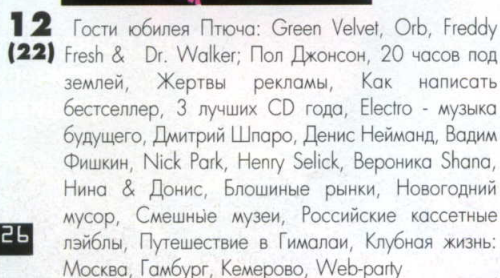 12 Гости юбилея Птюча: Green Velvet, Orb, Freddy
(22) Fresh & Dr. Walker; Пол Джонсон, 20 часов под
землей, Жертвы рекламы, Как написать
бестселлер, 3 лучших CD года, Electro - музыка
будущего, Дмитрий Шпаро, Денис Нейманд, Вадим
Фишкин, Nick Park, Henry Selick, Вероника Shana,
Нина & Донис, Блошиные рынки, Новогодний
мусор, Смешные музеи, Российские кассетные
26 лэйблы, Путешествие в Гималаи, Клубная жизнь:
Москва, Гамбург, Кемерово, Web-party